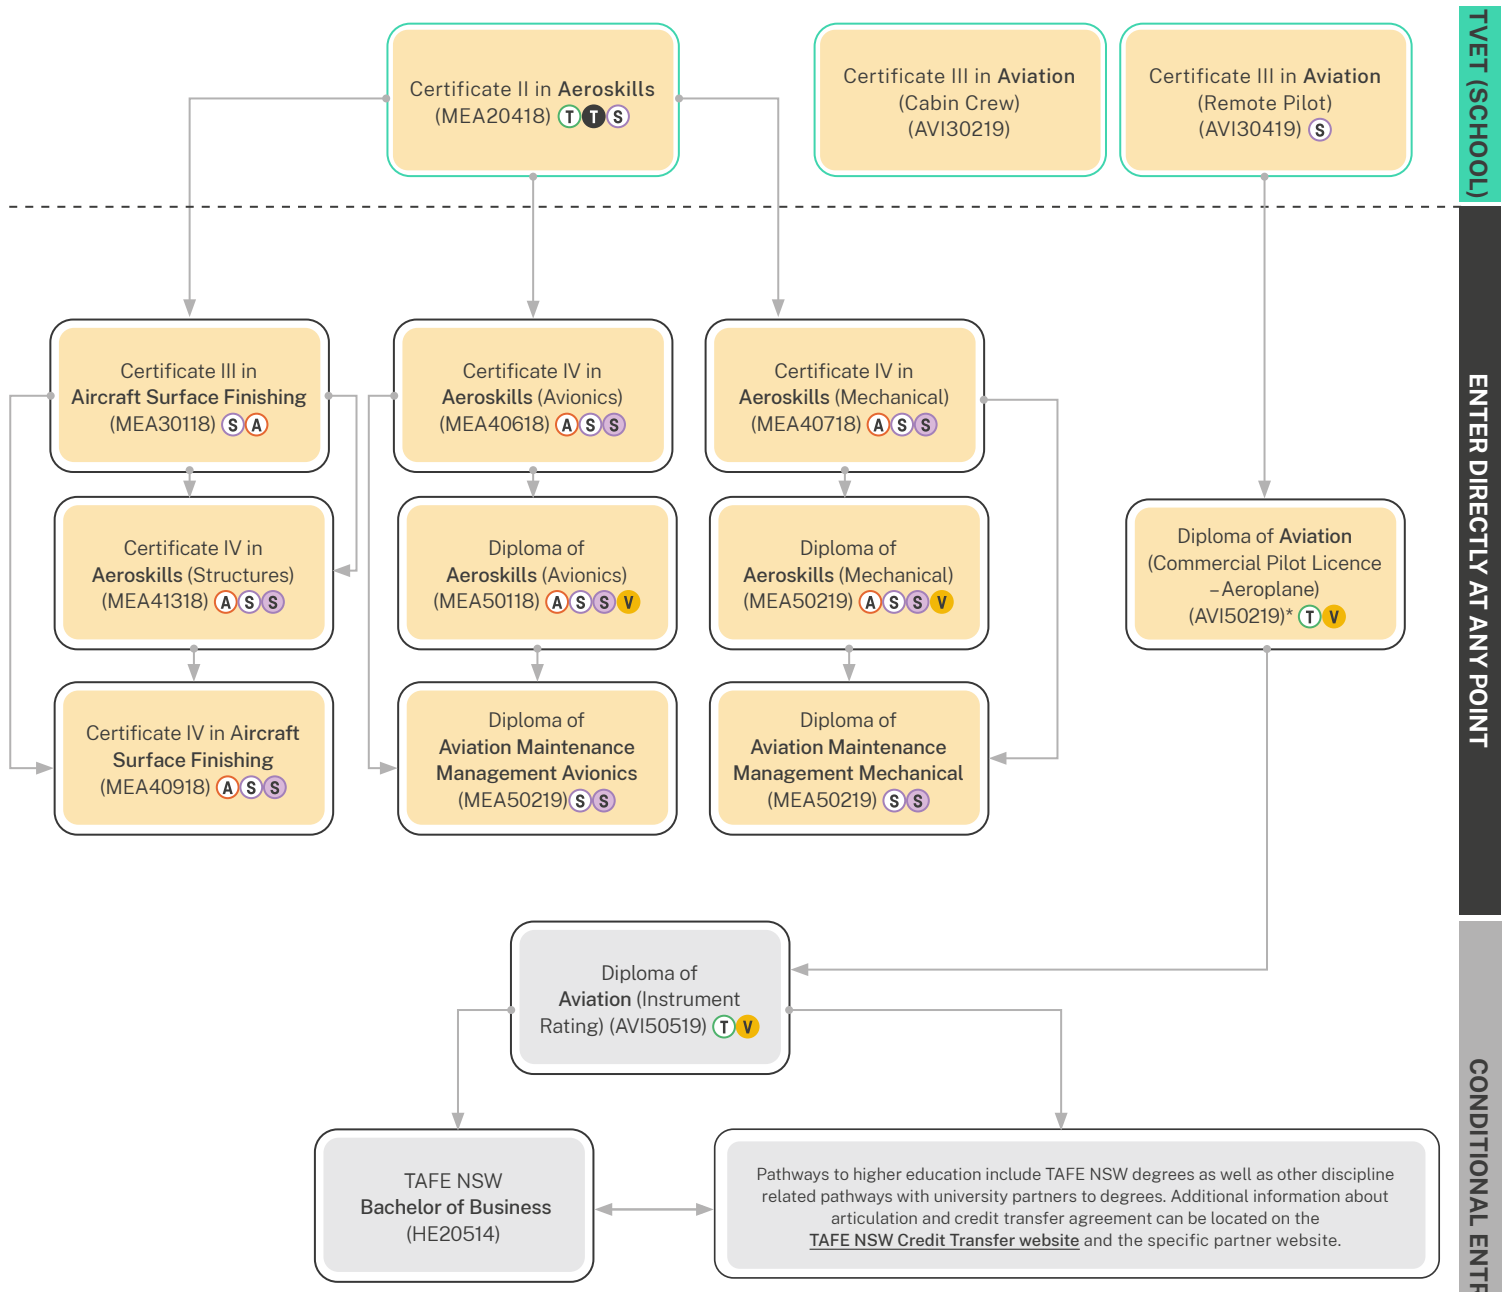 Certificate II in Aeroskills
(MEA20418) T T S
Certificate III in Aviation
(Cabin Crew)
(AVI30219)
Certificate III in Aviation
(Remote Pilot)
(AVI30419) S
TVET (SCHOOL)
Certificate III in
Aircraft Surface Finishing
(MEA30118) S A
Certificate IV in
Aeroskills (Avionics)
(MEA40618) A S S
Certificate IV in
Aeroskills (Mechanical)
(MEA40718) A S S
Certificate IV in
Aeroskills (Structures)
(MEA41318) A S S
Diploma of
Aeroskills (Avionics)
(MEA50118) A S S V
Diploma of
Aeroskills (Mechanical)
(MEA50219) A S S V
Diploma of Aviation
(Commercial Pilot Licence
– Aeroplane)
(AVI50219)* T V
Certificate IV in Aircraft
Surface Finishing
(MEA40918) A S S
Diploma of
Aviation Maintenance
Management Avionics
(MEA50219) S S
Diploma of
Aviation Maintenance
Management Mechanical
(MEA50219) S S
ENTER DIRECTLY AT ANY POINT
Diploma of
Aviation (Instrument
Rating) (AVI50519) T V
TAFE NSW
Bachelor of Business
(HE20514)
Pathways to higher education include TAFE NSW degrees as well as other discipline
related pathways with university partners to degrees. Additional information about
articulation and credit transfer agreement can be located on the
TAFE NSW Credit Transfer website and the specific partner website.
CONDITIONAL ENTR